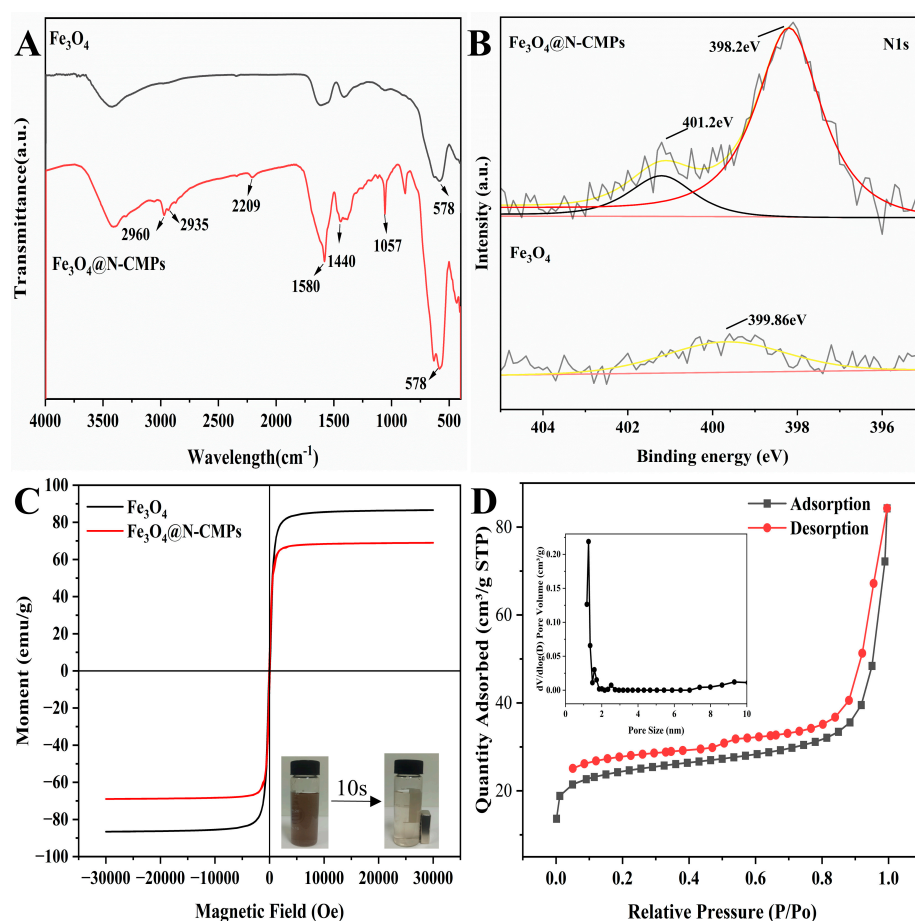 A
Fe₃O₄
Transmittance(a.u.)
578
2960
2935
2209
Fe₃O₄@N-CMPs
1580
1440
1057
578
4000 3500 3000 2500 2000 1500 1000 500
Wavelength(cm⁻¹)
B
Fe₃O₄@N-CMPs
398.2eV
N1s
401.2eV
Intensity (a.u.)
Fe₃O₄
399.86eV
404 402 400 398 396
Binding energy (eV)
C
Fe₃O₄
Fe₃O₄@N-CMPs
Moment (emu/g)
100
80
60
40
20
0
−20
−40
−60
−80
−100
10s
−30000 −20000 −10000 0 10000 20000 30000
Magnetic Field (Oe)
D
Adsorption
Desorption
Quantity Adsorbed (cm³/g STP)
80
60
40
20
dV/dlog(D) Pore Volume (cm³/g)
0.20
0.15
0.10
0.05
0.00
0 2 4 6 8 10
Pore Size (nm)
0.0 0.2 0.4 0.6 0.8 1.0
Relative Pressure (P/Po)